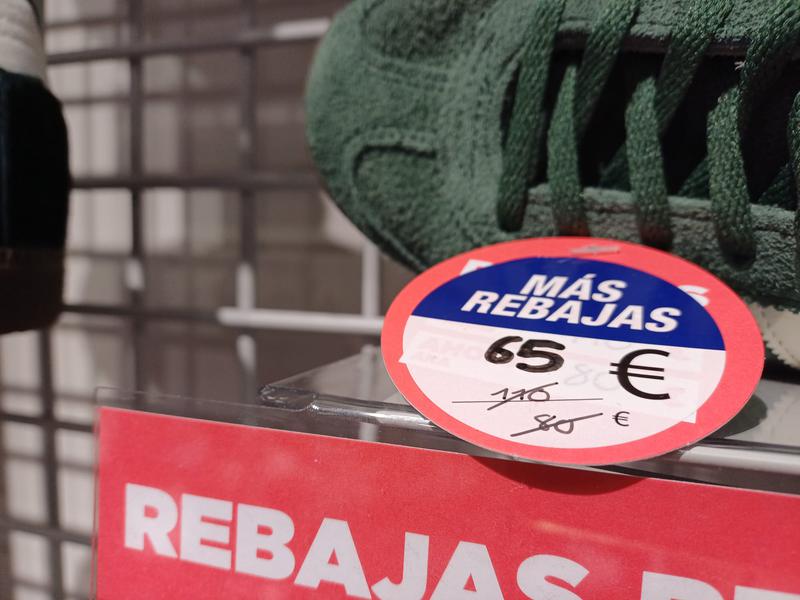 MÁS
REBAJAS
65 €
110
80 €
REBAJAS